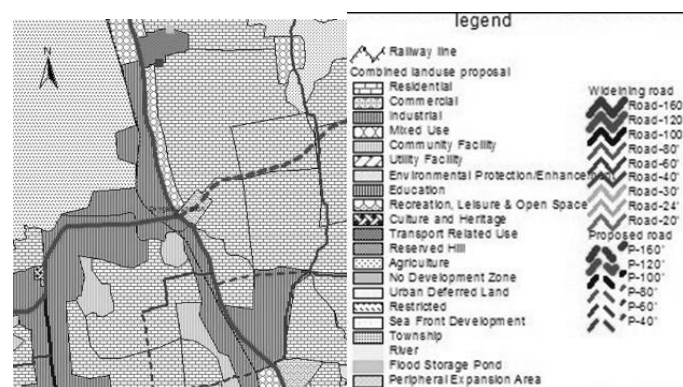 N
legend
Railway line
Combined landuse proposal
Residential
Commercial
Industrial
Mixed Use
Community Facility
Utility Facility
Environmental Protection/Enhancement
Education
Recreation, Leisure & Open Space
Culture and Heritage
Transport Related Use
Reserved Hill
Agriculture
No Development Zone
Urban Deferred Land
Restricted
Sea Front Development
Township
River
Flood Storage Pond
Peripheral Expansion Area
Widening road
Road-160
Road-120
Road-100
Road-80'
Road-60'
Road-40'
Road-30'
Road-24'
Road-20'
Proposed road
P-160'
P-120'
P-100'
P-80'
P-60'
P-40'